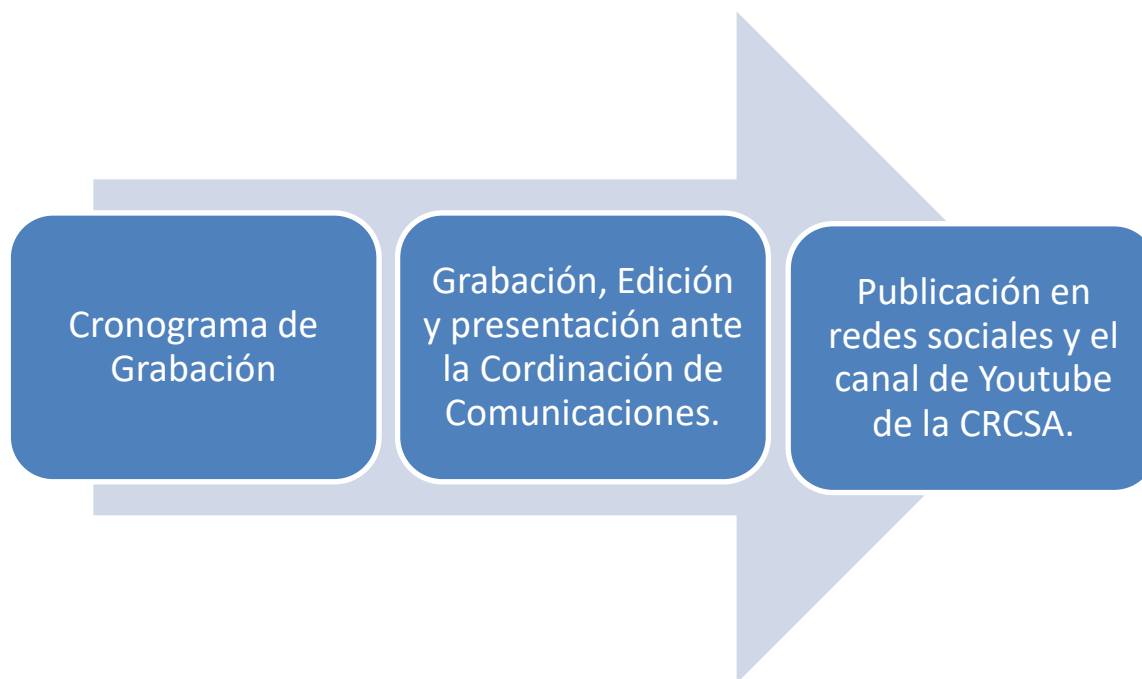 Cronograma de
Grabación
Grabación, Edición
y presentación ante
la Cordinación de
Comunicaciones.
Publicación en
redes sociales y el
canal de Youtube
de la CRCSA.